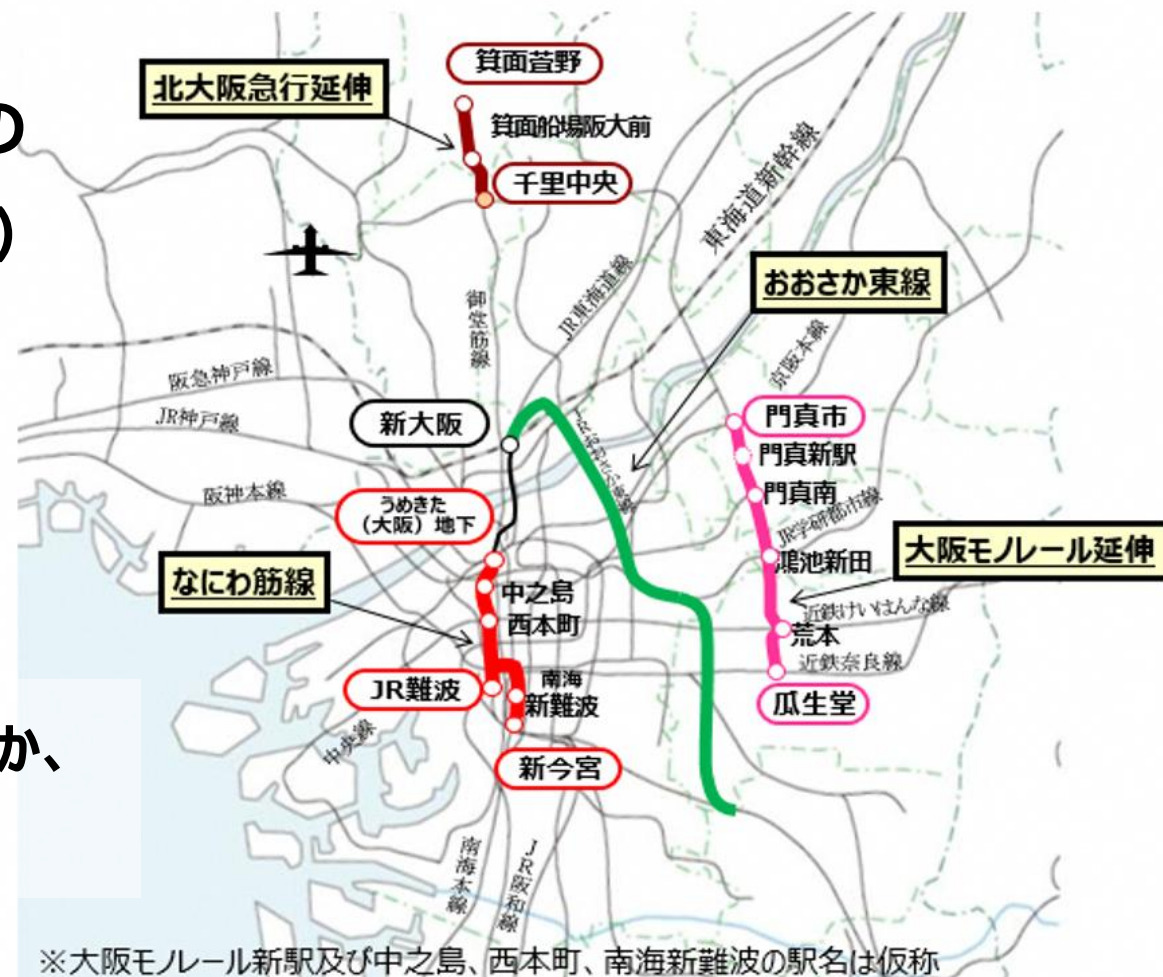 の
)
か、
箕面萱野
北大阪急行延伸
箕面船場阪大前
千里中央
東海道新幹線
JR東海道線
おおさか東線
御堂筋線
京阪本線
阪急神戸線
JR神戸線
新大阪
門真市
門真新駅
門真南
阪神本線
うめきた
(大阪)地下
JR学研都市線
大阪モノレール延伸
鴻池新田
なにわ筋線
中之島
西本町
近鉄けいはんな線
荒本
近鉄奈良線
JR難波
南海
新難波
瓜生堂
中央線
新今宮
南海本線
JR阪和線
※大阪モノレール新駅及び中之島、西本町、南海新難波の駅名は仮称